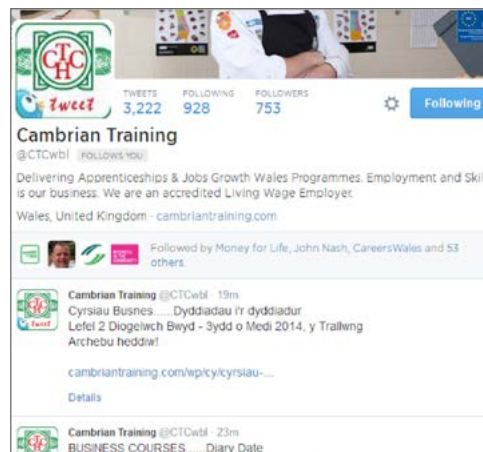 CTCH
tweet
TWEETS FOLLOWING FOLLOWERS
3,222 928 753
Following
Cambrian Training
@CTCwbl FOLLOWS YOU
Delivering Apprenticeships & Jobs Growth Wales Programmes. Employment and Skil
is our business. We are an accredited Living Wage Employer.
Wales, United Kingdom · cambriantraining.com
Followed by Money for Life, John Nash, CareersWales and 53
others.
Cambrian Training @CTCwbl · 19m
Cyrsiau Busnes......Dyddiadau i'r dyddiadur
Lefel 2 Diogelwch Bwyd - 3ydd o Medi 2014, y Trallwng
Archebu heddiw!
cambriantraining.com/wp/cy/cyrsiau-...
Details
Cambrian Training @CTCwbl · 23m
BUSINESS COURSES......Diary Date